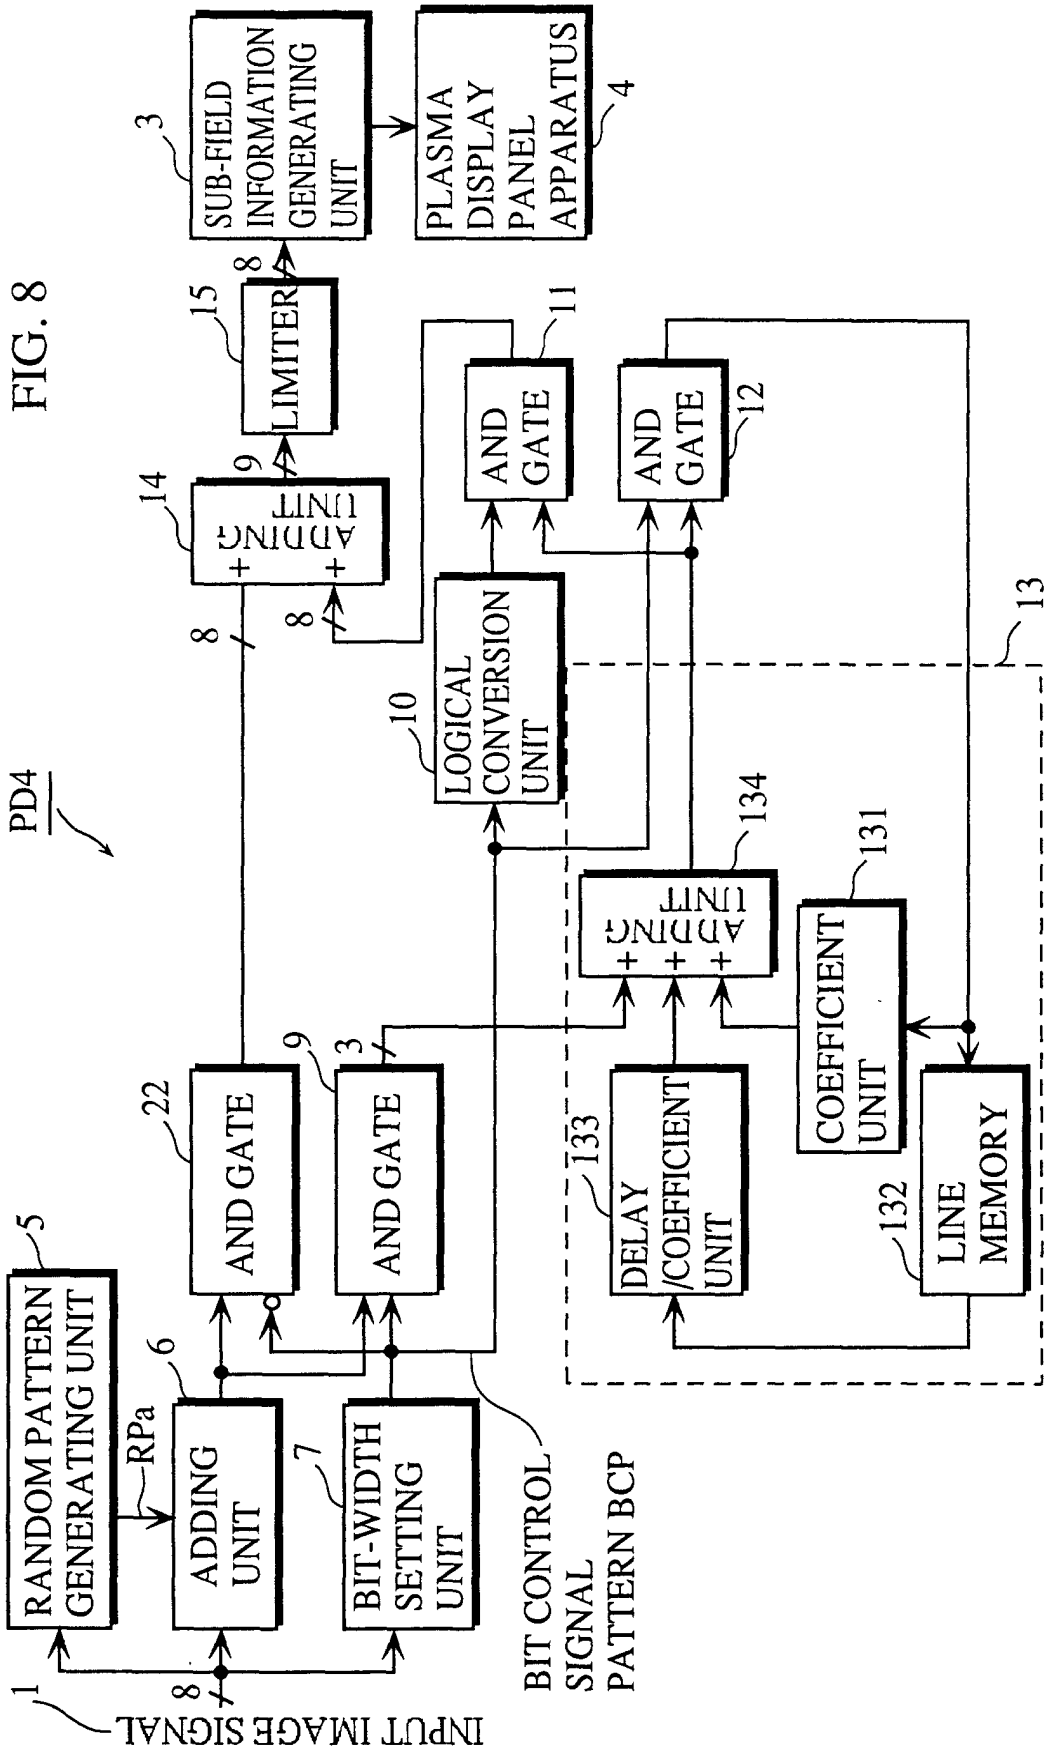 FIG. 8
PD4
INPUT IMAGE SIGNAL
1
8
RANDOM PATTERN
GENERATING UNIT
5
RPa
ADDING
UNIT
6
BIT-WIDTH
SETTING
UNIT
7
BIT CONTROL
SIGNAL
PATTERN BCP
AND GATE
22
AND GATE
9
3
8
ADDING
UNIT
+
+
14
8
9
LIMITER
15
8
SUB-FIELD
INFORMATION
GENERATING
UNIT
3
PLASMA
DISPLAY
PANEL
APPARATUS
4
LOGICAL
CONVERSION
UNIT
10
AND
GATE
11
AND
GATE
12
13
ADDING
UNIT
+
+
+
134
DELAY
/COEFFICIENT
UNIT
133
COEFFICIENT
UNIT
131
LINE
MEMORY
132